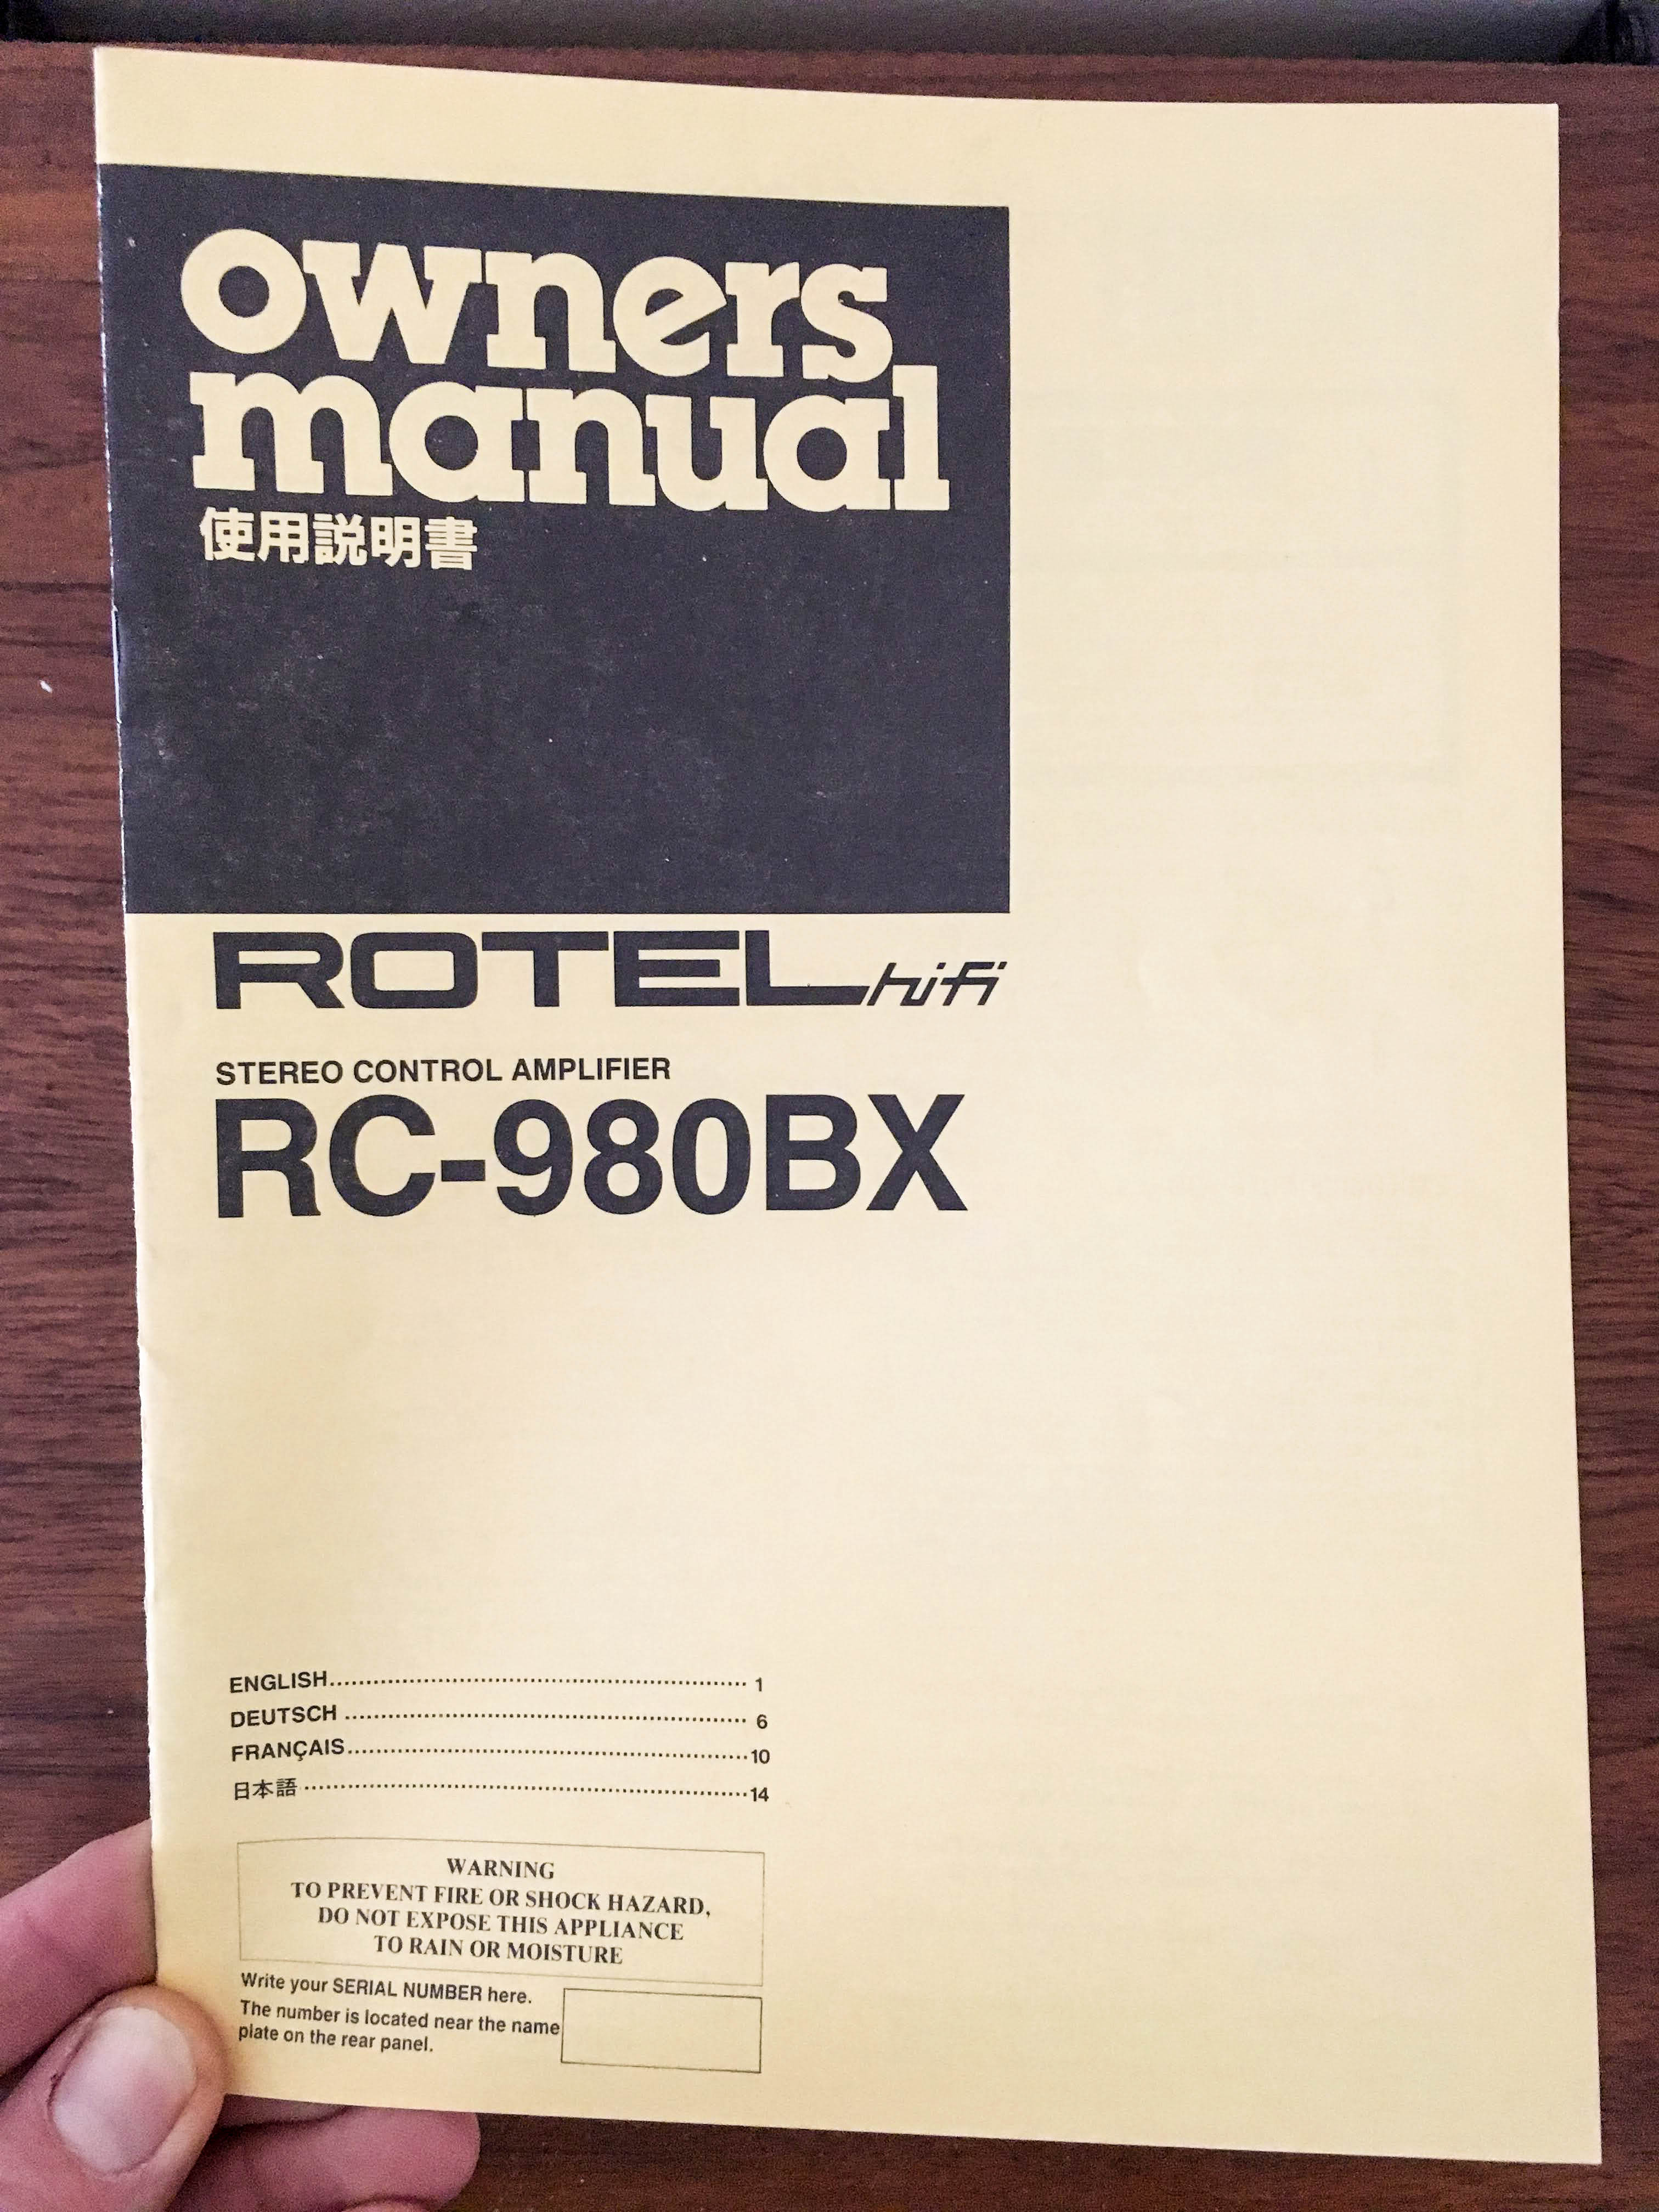 owners
manual
使用説明書
ROTEL hifi
STEREO CONTROL AMPLIFIER
RC-980BX
ENGLISH........................................................... 1
DEUTSCH ......................................................... 6
FRANÇAIS.........................................................10
日本語 ...............................................................14
WARNING
TO PREVENT FIRE OR SHOCK HAZARD,
DO NOT EXPOSE THIS APPLIANCE
TO RAIN OR MOISTURE
Write your SERIAL NUMBER here.
The number is located near the name
plate on the rear panel.